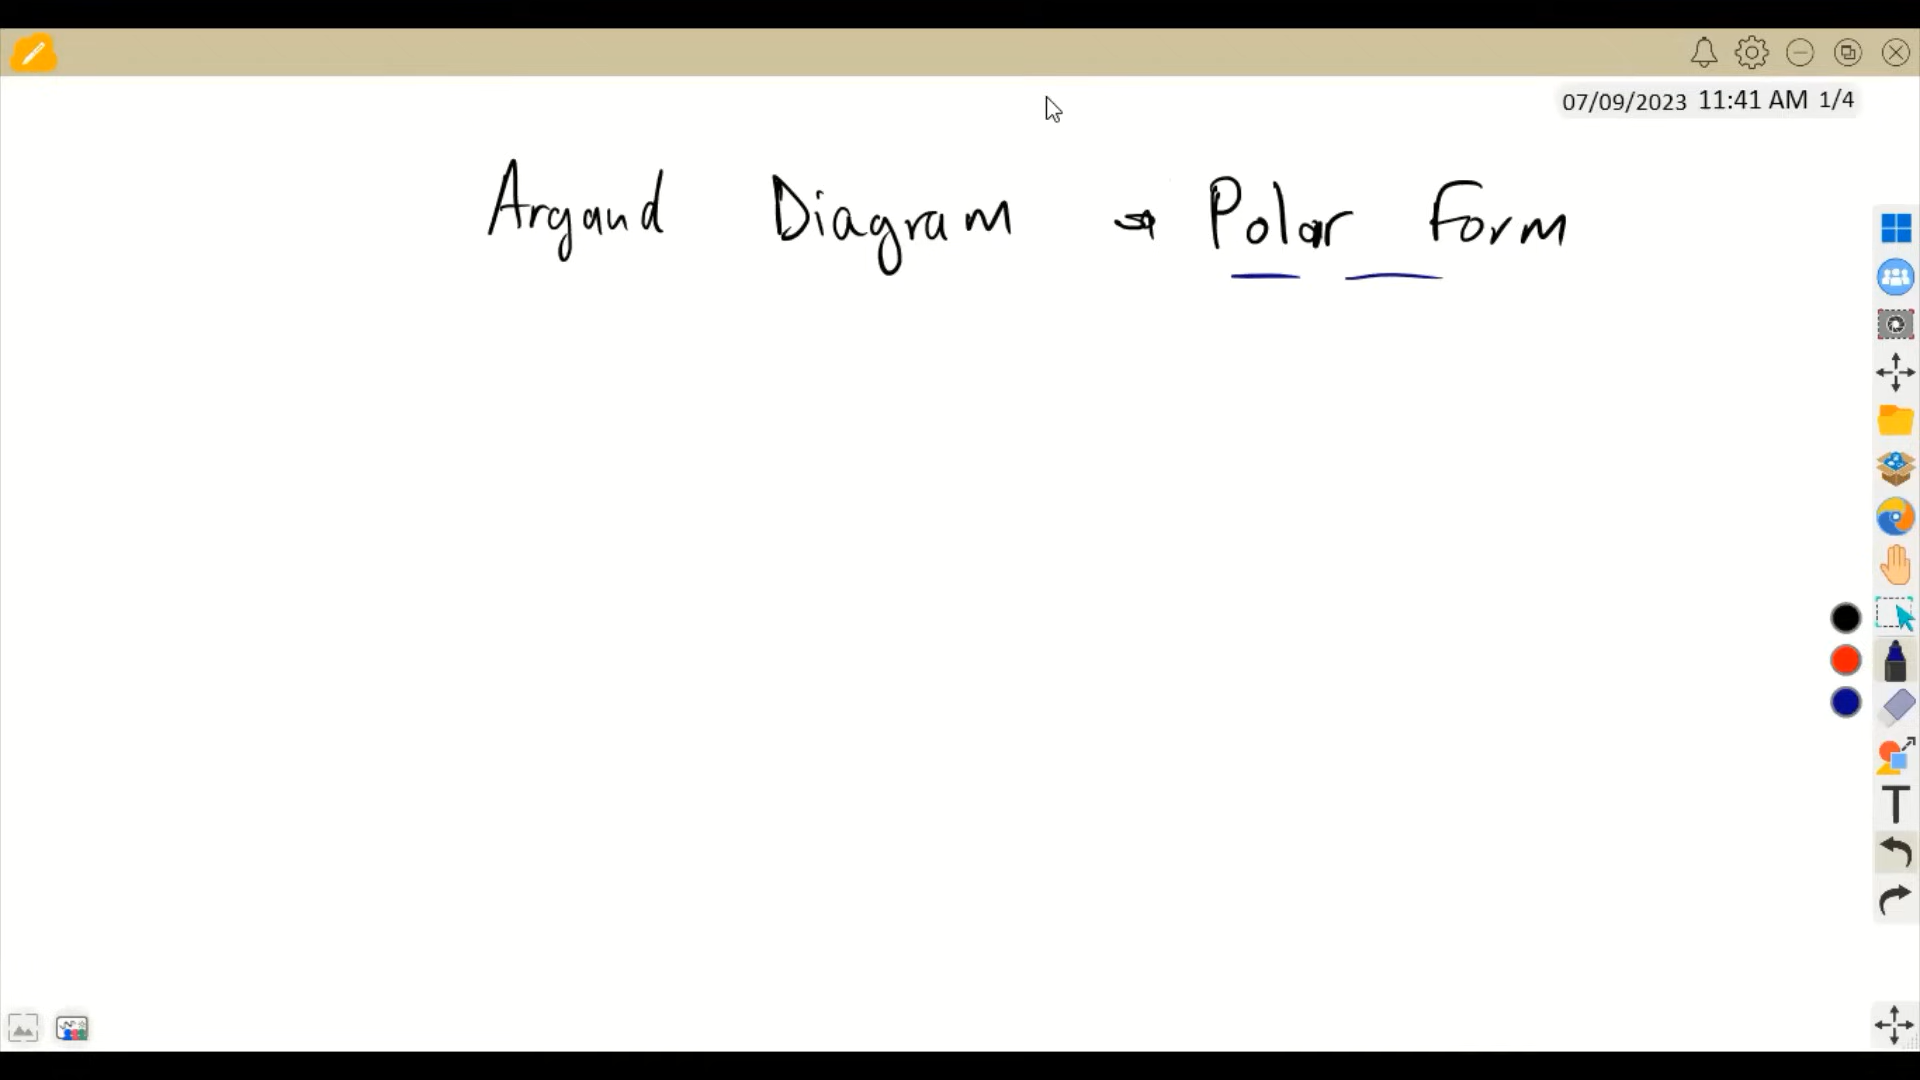 07/09/2023 11:41 AM 1/4
Argand Diagram → Polar Form
T